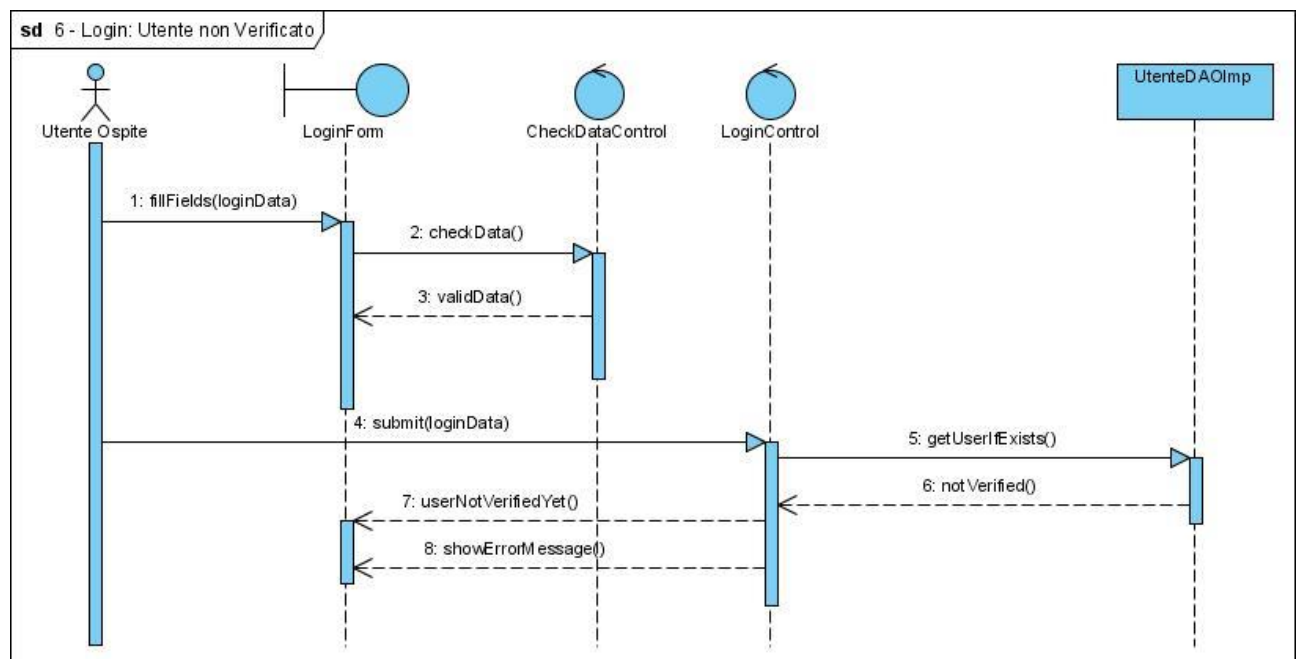 sd 6 - Login: Utente non Verificato
UtenteDAOImp
Utente Ospite
LoginForm
CheckDataControl
LoginControl
1: fillFields(loginData)
2: checkData()
3: validData()
4: submit(loginData)
5: getUserIfExists()
6: notVerified()
7: userNotVerifiedYet()
8: showErrorMessage()